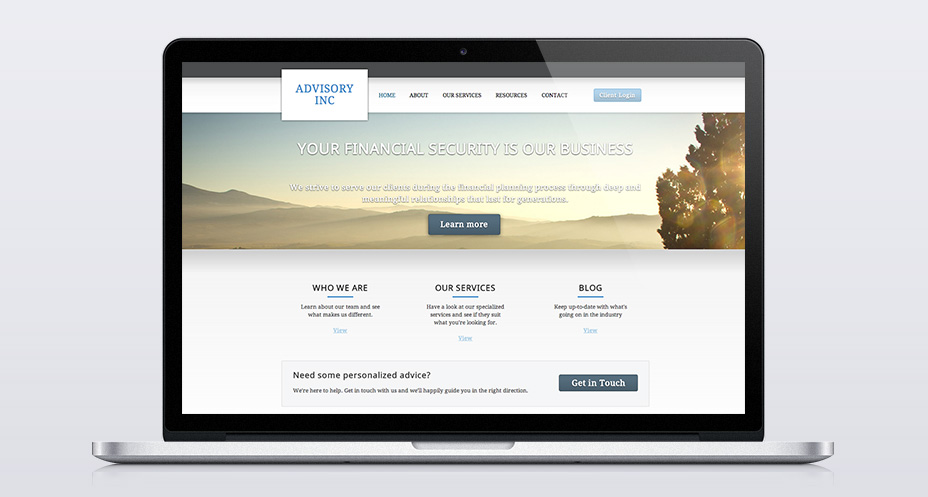 ADVISORY
INC
HOME ABOUT OUR SERVICES RESOURCES CONTACT Client Login
YOUR FINANCIAL SECURITY IS OUR BUSINESS
We strive to serve our clients during the financial planning process through deep and
meaningful relationships that last for generations.
Learn more
WHO WE ARE
Learn about our team and see
what makes us different.
View
OUR SERVICES
Have a look at our specialized
services and see if they suit
what you're looking for.
View
BLOG
Keep up-to-date with what's
going on in the industry
View
Need some personalized advice?
We're here to help. Get in touch with us and we'll happily guide you in the right direction.
Get in Touch